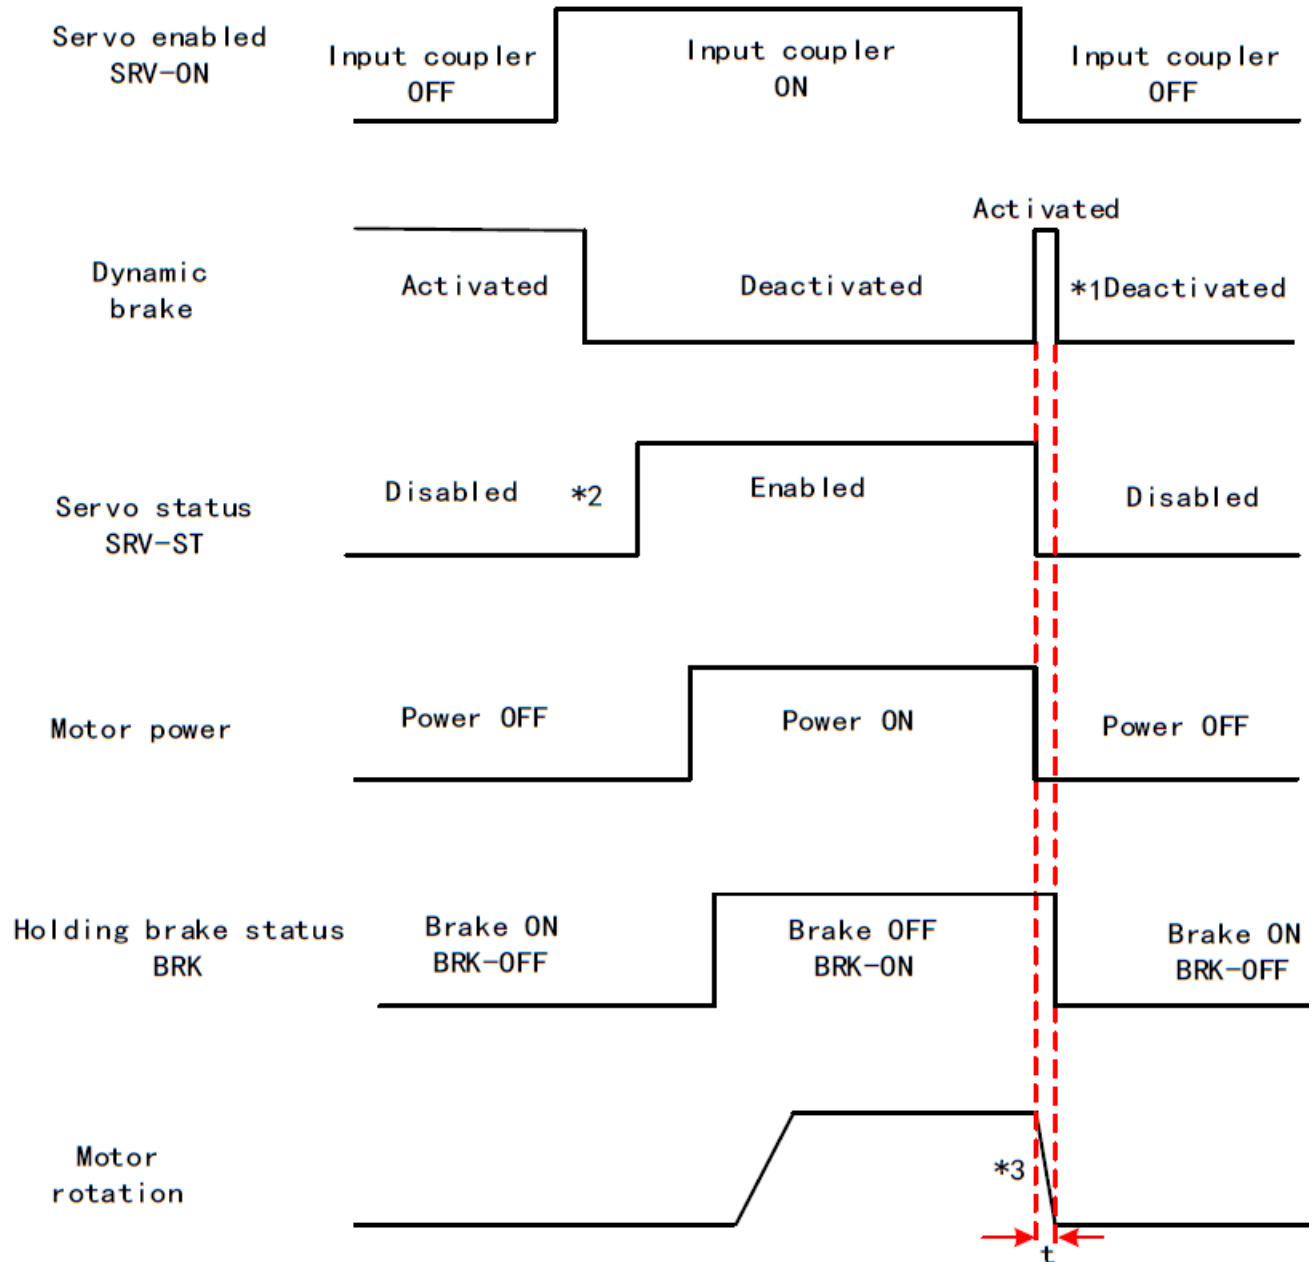 Servo enabled
SRV-ON
Input coupler
OFF
Input coupler
ON
Input coupler
OFF
Activated
Dynamic
brake
Activated
Deactivated
*1Deactivated
Servo status
SRV-ST
Disabled
*2
Enabled
Disabled
Motor power
Power OFF
Power ON
Power OFF
Holding brake status
BRK
Brake ON
BRK-OFF
Brake OFF
BRK-ON
Brake ON
BRK-OFF
Motor
rotation
*3
t